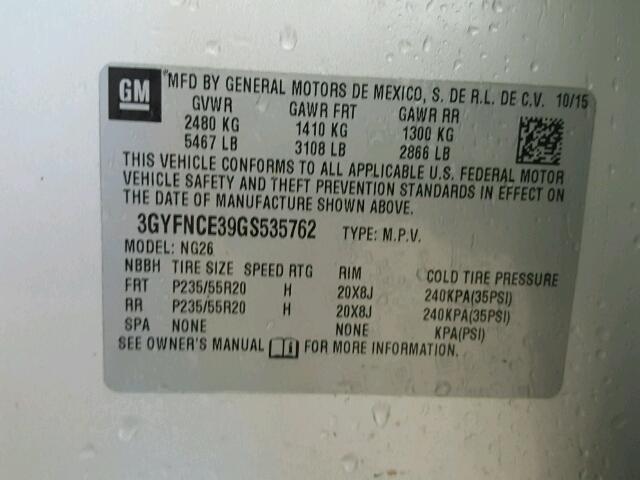 GM
*MFD BY GENERAL MOTORS DE MEXICO, S. DE R.L. DE C.V. 10/15
GVWR GAWR FRT GAWR RR
2480 KG 1410 KG 1300 KG
5467 LB 3108 LB 2866 LB
THIS VEHICLE CONFORMS TO ALL APPLICABLE U.S. FEDERAL MOTOR
VEHICLE SAFETY AND THEFT PREVENTION STANDARDS IN EFFECT ON
THE DATE OF MANUFACTURE SHOWN ABOVE.
3GYFNCE39GS535762 TYPE: M.P.V.
MODEL: NG26
NBBH TIRE SIZE SPEED RTG RIM COLD TIRE PRESSURE
FRT P235/55R20 H 20X8J 240KPA(35PSI)
RR P235/55R20 H 20X8J 240KPA(35PSI)
SPA NONE NONE KPA(PSI)
SEE OWNER'S MANUAL FOR MORE INFORMATION.